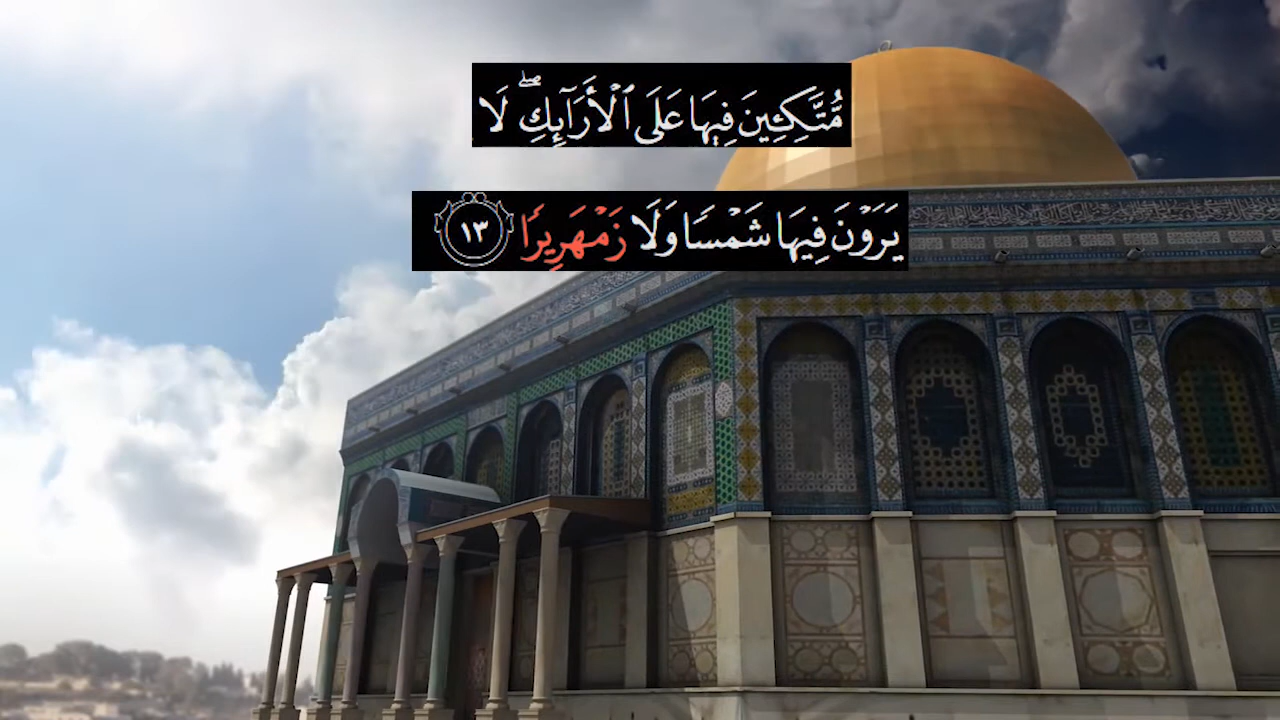 مُّتَّكِـِٔينَ فِيهَا عَلَى ٱلْأَرَآئِكِ ۖ لَا
يَرَوْنَ فِيهَا شَمْسًا وَلَا زَمْهَرِيرًا ١٣